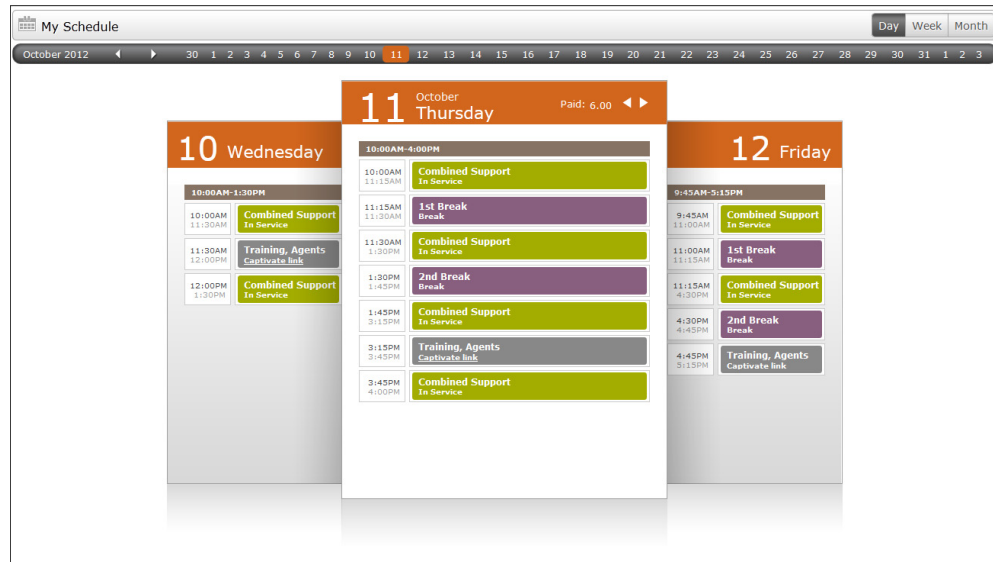 My Schedule
Day Week Month
October 2012 30 1 2 3 4 5 6 7 8 9 10 11 12 13 14 15 16 17 18 19 20 21 22 23 24 25 26 27 28 29 30 31 1 2 3
10 Wednesday
10:00AM-1:30PM
10:00AM
11:30AM
Combined Support
In Service
11:30AM
12:00PM
Training, Agents
Captivate link
12:00PM
1:30PM
Combined Support
In Service
11 October
Thursday
Paid: 6.00
10:00AM-4:00PM
10:00AM
11:15AM
Combined Support
In Service
11:15AM
11:30AM
1st Break
Break
11:30AM
1:30PM
Combined Support
In Service
1:30PM
1:45PM
2nd Break
Break
1:45PM
3:15PM
Combined Support
In Service
3:15PM
3:45PM
Training, Agents
Captivate link
3:45PM
4:00PM
Combined Support
In Service
12 Friday
9:45AM-5:15PM
9:45AM
11:00AM
Combined Support
In Service
11:00AM
11:15AM
1st Break
Break
11:15AM
4:30PM
Combined Support
In Service
4:30PM
4:45PM
2nd Break
Break
4:45PM
5:15PM
Training, Agents
Captivate link